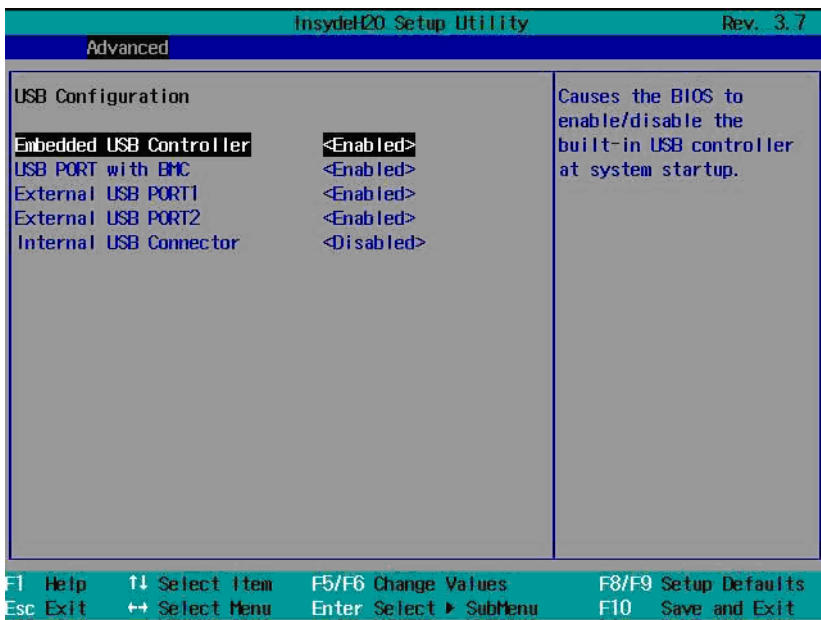 InsydeH20 Setup Utility Rev. 3.7
Advanced
USB Configuration
Embedded USB Controller <Enabled>
USB PORT with BMC <Enabled>
External USB PORT1 <Enabled>
External USB PORT2 <Enabled>
Internal USB Connector <Disabled>
Causes the BIOS to
enable/disable the
built-in USB controller
at system startup.
F1 Help ↑↓ Select Item F5/F6 Change Values F8/F9 Setup Defaults
Esc Exit ↔ Select Menu Enter Select ▶ SubMenu F10 Save and Exit